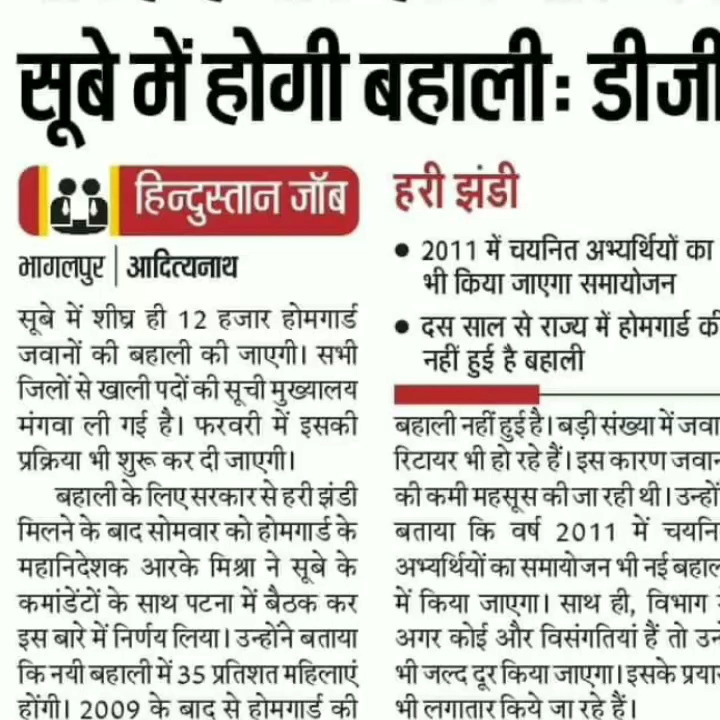 सूबे में होगी बहाली: डीजी
हिन्दुस्तान जॉब
भागलपुर | आदित्यनाथ
सूबे में शीघ्र ही 12 हजार होमगार्ड
जवानों की बहाली की जाएगी। सभी
जिलों से खाली पदों की सूची मुख्यालय
मंगवा ली गई है। फरवरी में इसकी
प्रक्रिया भी शुरू कर दी जाएगी।
बहाली के लिए सरकार से हरी झंडी
मिलने के बाद सोमवार को होमगार्ड के
महानिदेशक आरके मिश्रा ने सूबे के
कमांडेंटों के साथ पटना में बैठक कर
इस बारे में निर्णय लिया। उन्होंने बताया
कि नयी बहाली में 35 प्रतिशत महिलाएं
होंगी। 2009 के बाद से होमगार्ड की
हरी झंडी
• 2011 में चयनित अभ्यर्थियों का
भी किया जाएगा समायोजन
• दस साल से राज्य में होमगार्ड की
नहीं हुई है बहाली
बहाली नहीं हुई है। बड़ी संख्या में जवा
रिटायर भी हो रहे हैं। इस कारण जवान
की कमी महसूस की जा रही थी। उन्हों
बताया कि वर्ष 2011 में चयनि
अभ्यर्थियों का समायोजन भी नई बहाल
में किया जाएगा। साथ ही, विभाग
अगर कोई और विसंगतियां हैं तो उन
भी जल्द दूर किया जाएगा। इसके प्रया
भी लगातार किये जा रहे हैं।